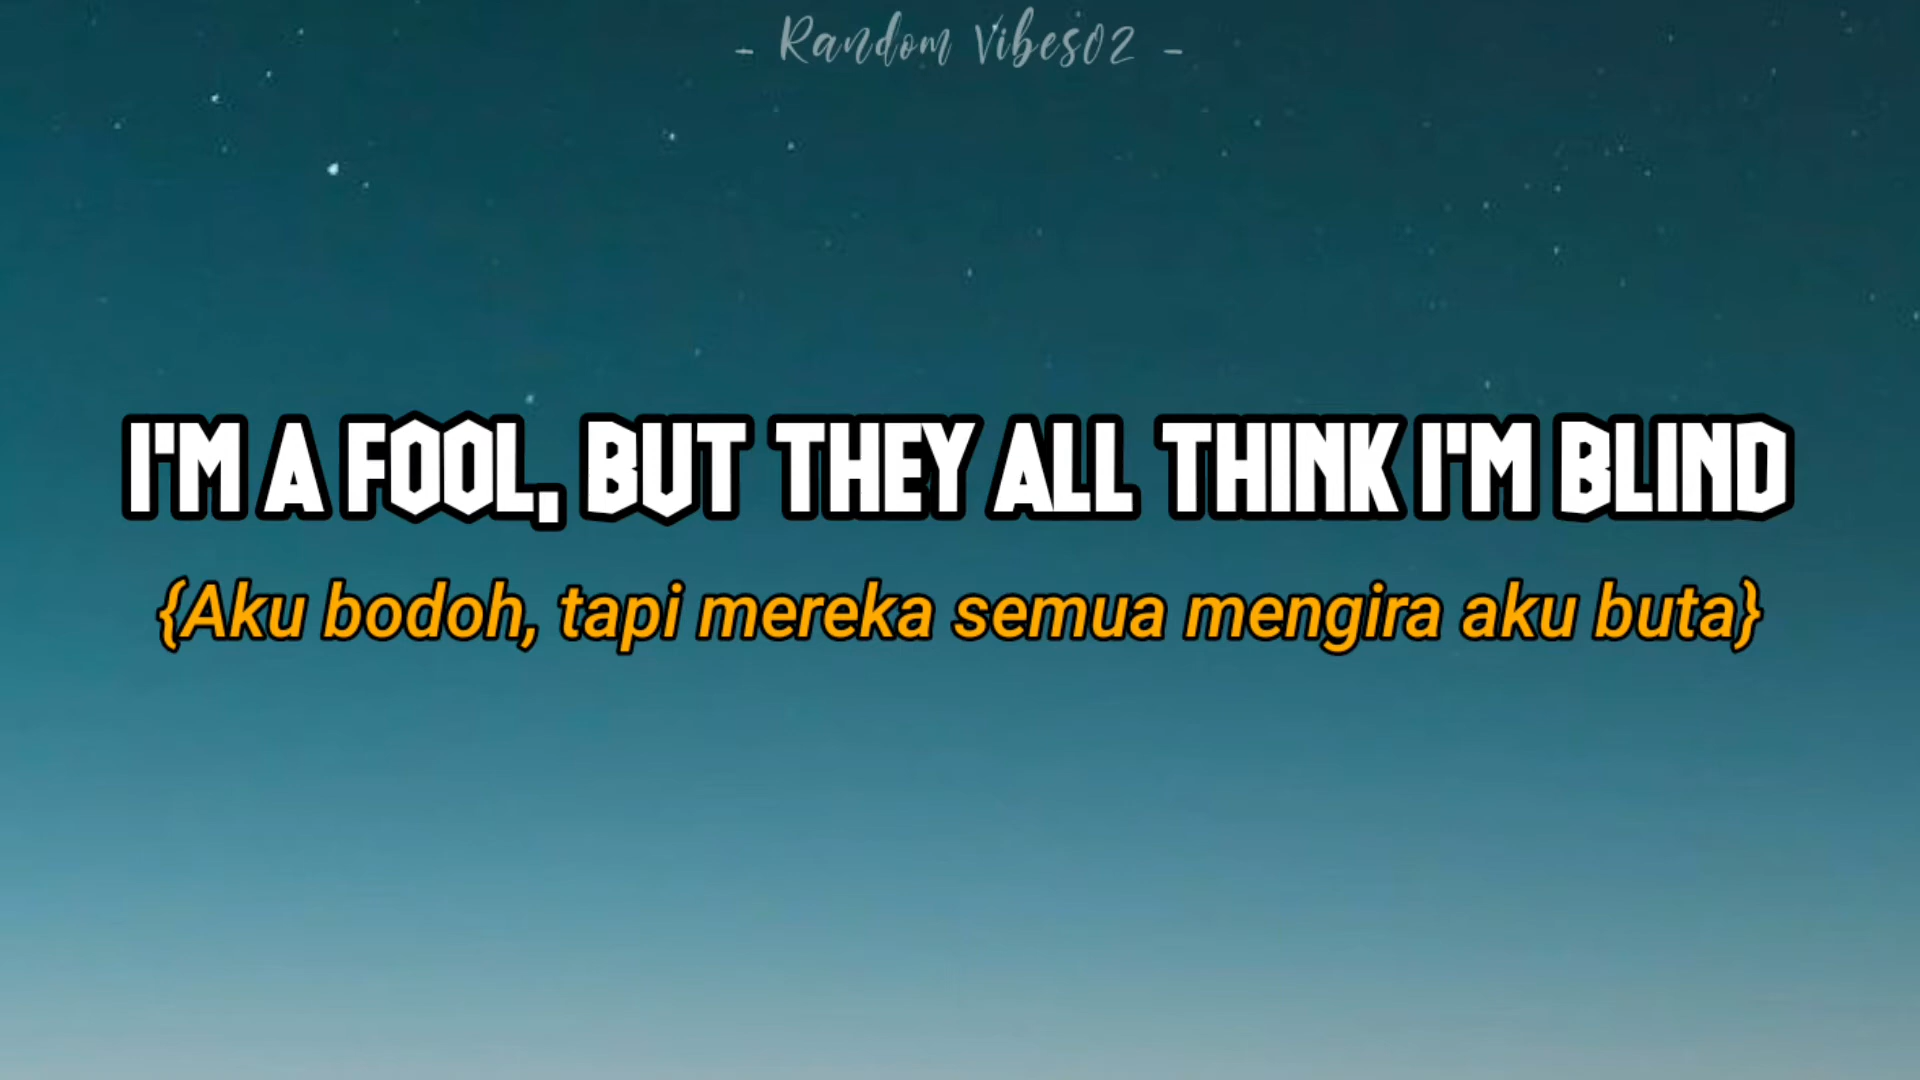 - Random Vibes02 -
I'M A FOOL, BUT THEY ALL THINK I'M BLIND
{Aku bodoh, tapi mereka semua mengira aku buta}